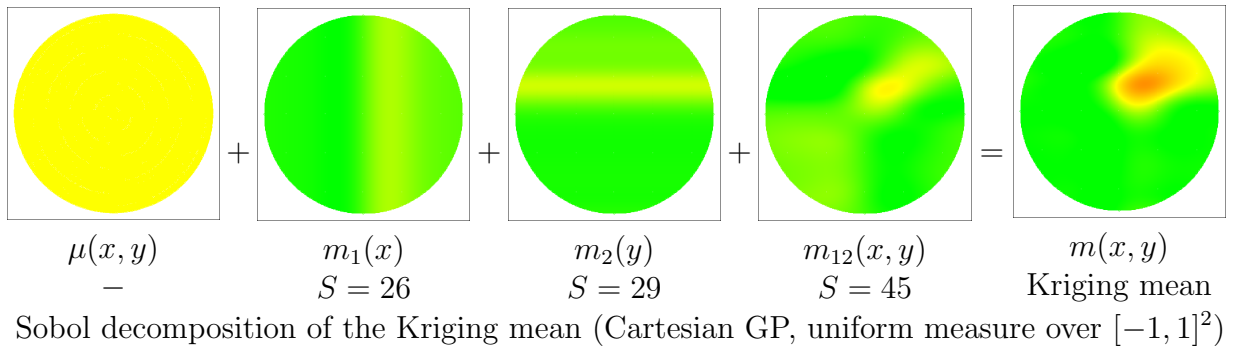 + + + =
μ(x, y) m₁(x) m₂(y) m₁₂(x, y) m(x, y)
− S = 26 S = 29 S = 45 Kriging mean
Sobol decomposition of the Kriging mean (Cartesian GP, uniform measure over [−1, 1]²)